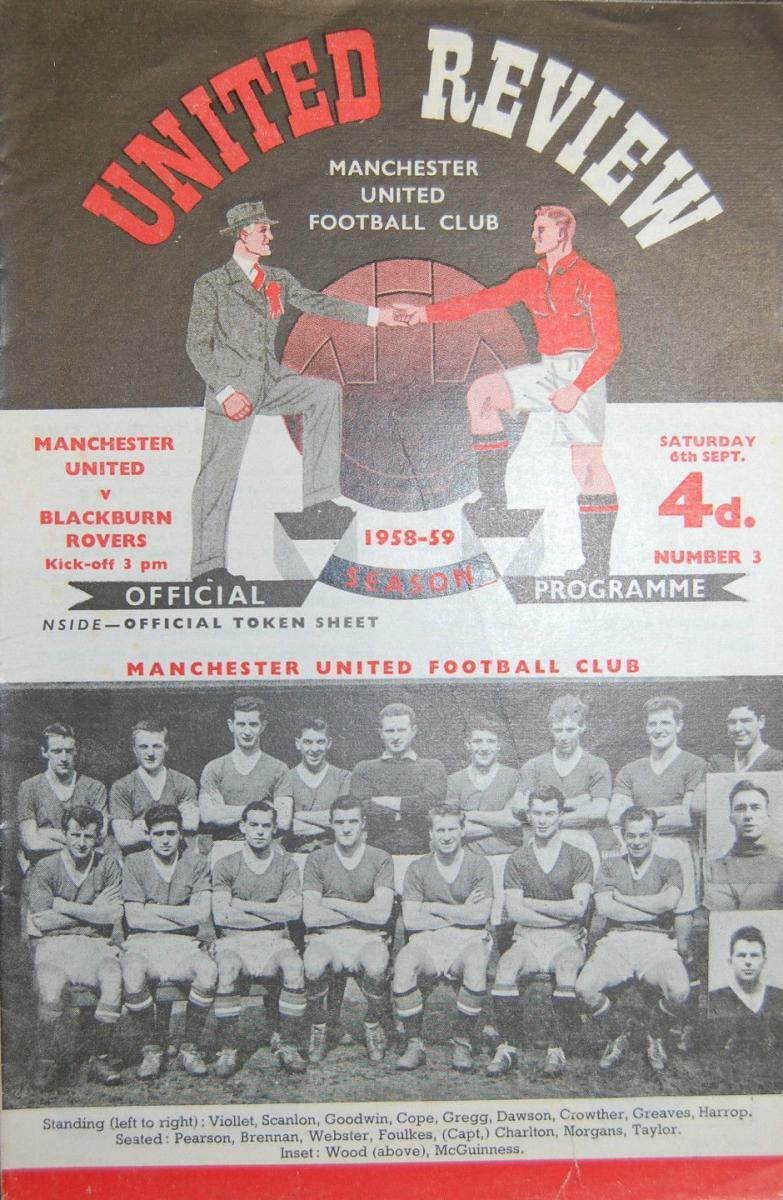 UNITED REVIEW
MANCHESTER
UNITED
FOOTBALL CLUB
MANCHESTER
UNITED
v
BLACKBURN
ROVERS
Kick-off 3 pm
SATURDAY
6th SEPT.
4d.
NUMBER 3
1958-59
SEASON
OFFICIAL
PROGRAMME
NSIDE—OFFICIAL TOKEN SHEET
MANCHESTER UNITED FOOTBALL CLUB
Standing (left to right): Viollet, Scanlon, Goodwin, Cope, Gregg, Dawson, Crowther, Greaves, Harrop.
Seated: Pearson, Brennan, Webster, Foulkes, (Capt,) Charlton, Morgans, Taylor.
Inset: Wood (above), McGuinness.